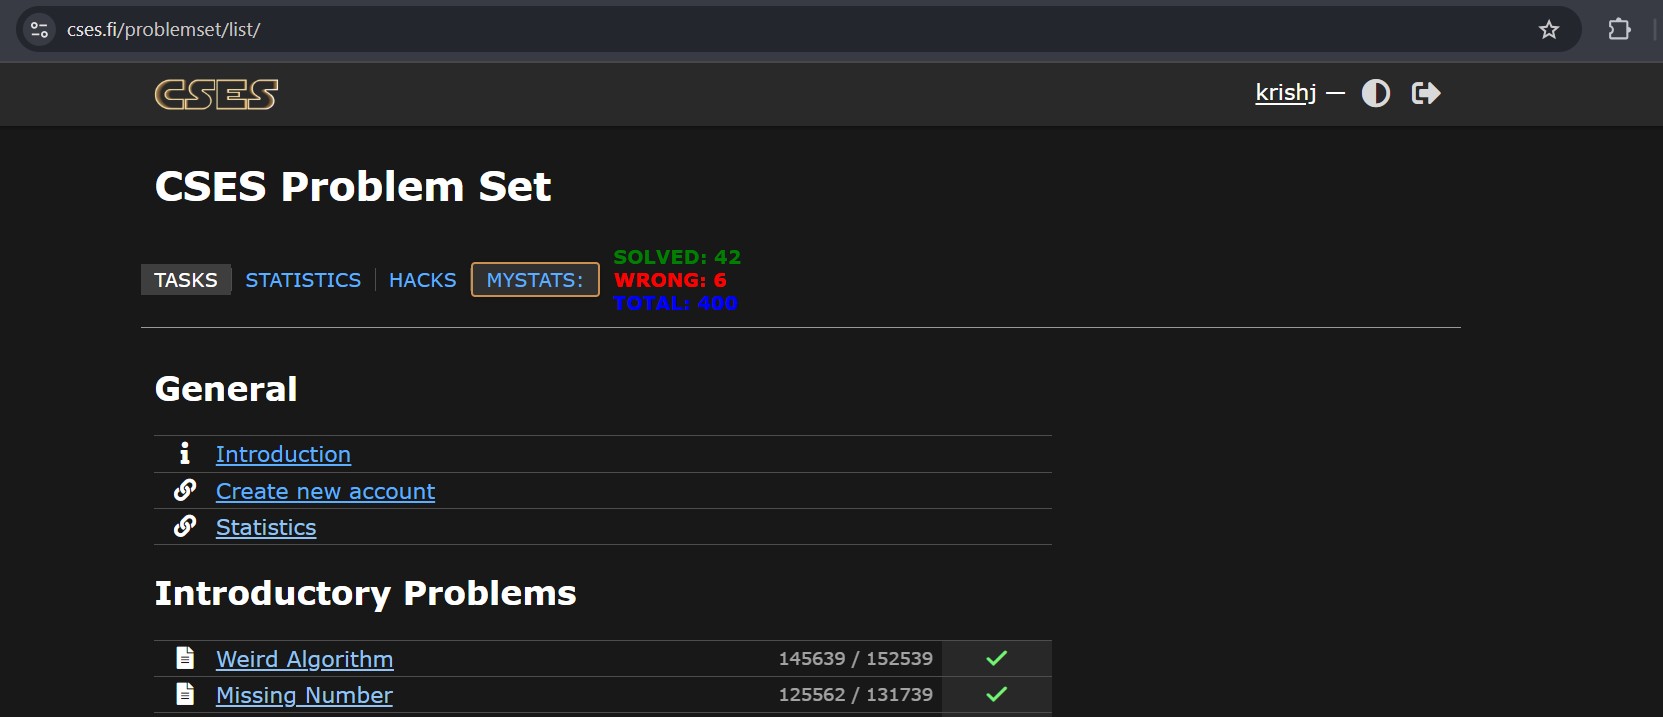 cses.fi/problemset/list/
CSES
krishj —
CSES Problem Set
TASKS STATISTICS HACKS MYSTATS:
SOLVED: 42
WRONG: 6
TOTAL: 400
General
Introduction
Create new account
Statistics
Introductory Problems
Weird Algorithm 145639 / 152539
Missing Number 125562 / 131739